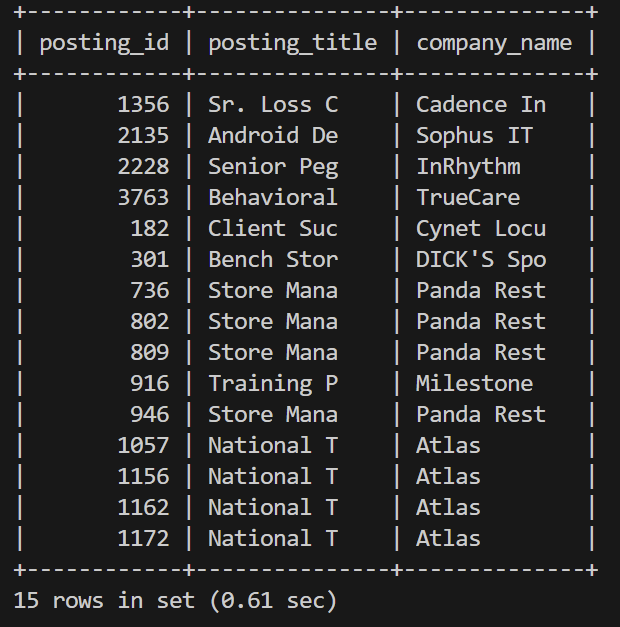 +------------+---------------+--------------+
| posting_id | posting_title | company_name |
+------------+---------------+--------------+
|       1356 | Sr. Loss C    | Cadence In   |
|       2135 | Android De    | Sophus IT    |
|       2228 | Senior Peg    | InRhythm     |
|       3763 | Behavioral    | TrueCare     |
|        182 | Client Suc    | Cynet Locu   |
|        301 | Bench Stor    | DICK'S Spo   |
|        736 | Store Mana    | Panda Rest   |
|        802 | Store Mana    | Panda Rest   |
|        809 | Store Mana    | Panda Rest   |
|        916 | Training P    | Milestone    |
|        946 | Store Mana    | Panda Rest   |
|       1057 | National T    | Atlas        |
|       1156 | National T    | Atlas        |
|       1162 | National T    | Atlas        |
|       1172 | National T    | Atlas        |
+------------+---------------+--------------+
15 rows in set (0.61 sec)